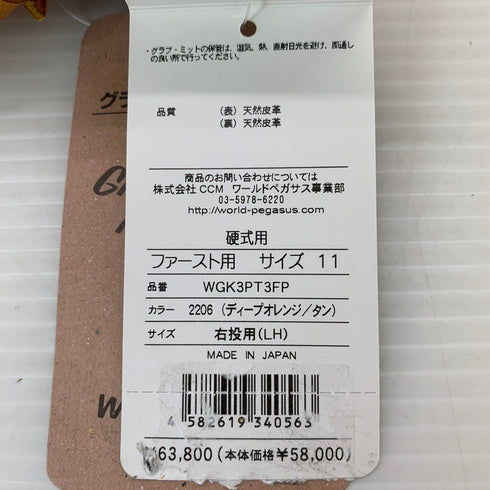 ・グラブ・ミットの保管は、湿気、熱、直射日光を避け、風通し
の良い所で行ってください。
品質 (表) 天然皮革
(裏) 天然皮革
商品のお問い合わせについては
株式会社CCM ワールドペガサス事業部
03-5978-6220
http://world-pegasus.com
硬式用
ファースト用 サイズ 11
品番 WGK3PT3FP
カラー 2206 (ディープオレンジ/タン)
サイズ 右投用(LH)
MADE IN JAPAN
4 582619 340563
63,800 (本体価格¥58,000)
グラ